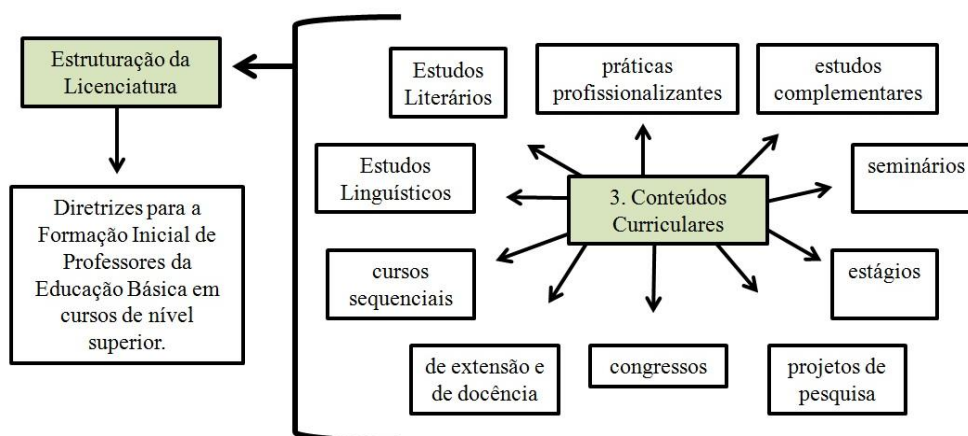 Estruturação da
Licenciatura
Diretrizes para a
Formação Inicial de
Professores da
Educação Básica em
cursos de nível
superior.
Estudos
Literários
práticas
profissionalizantes
estudos
complementares
Estudos
Linguísticos
3. Conteúdos
Curriculares
seminários
cursos
sequenciais
estágios
de extensão e
de docência
congressos
projetos de
pesquisa